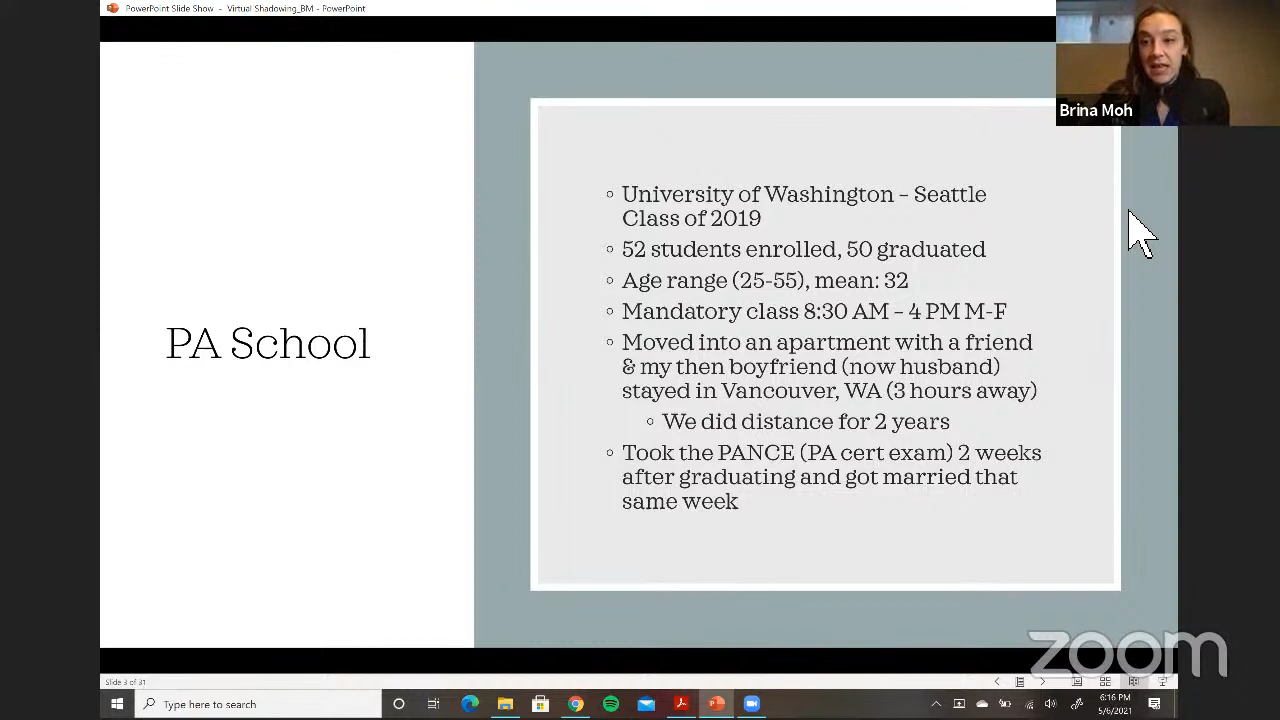 PowerPoint Slide Show - Virtual Shadowing_BM - PowerPoint
Brina Moh
PA School
University of Washington – Seattle
Class of 2019
52 students enrolled, 50 graduated
Age range (25-55), mean: 32
Mandatory class 8:30 AM – 4 PM M-F
Moved into an apartment with a friend
& my then boyfriend (now husband)
stayed in Vancouver, WA (3 hours away)
We did distance for 2 years
Took the PANCE (PA cert exam) 2 weeks
after graduating and got married that
same week
zoom
Slide 3 of 31
Type here to search
6:16 PM
5/6/2021